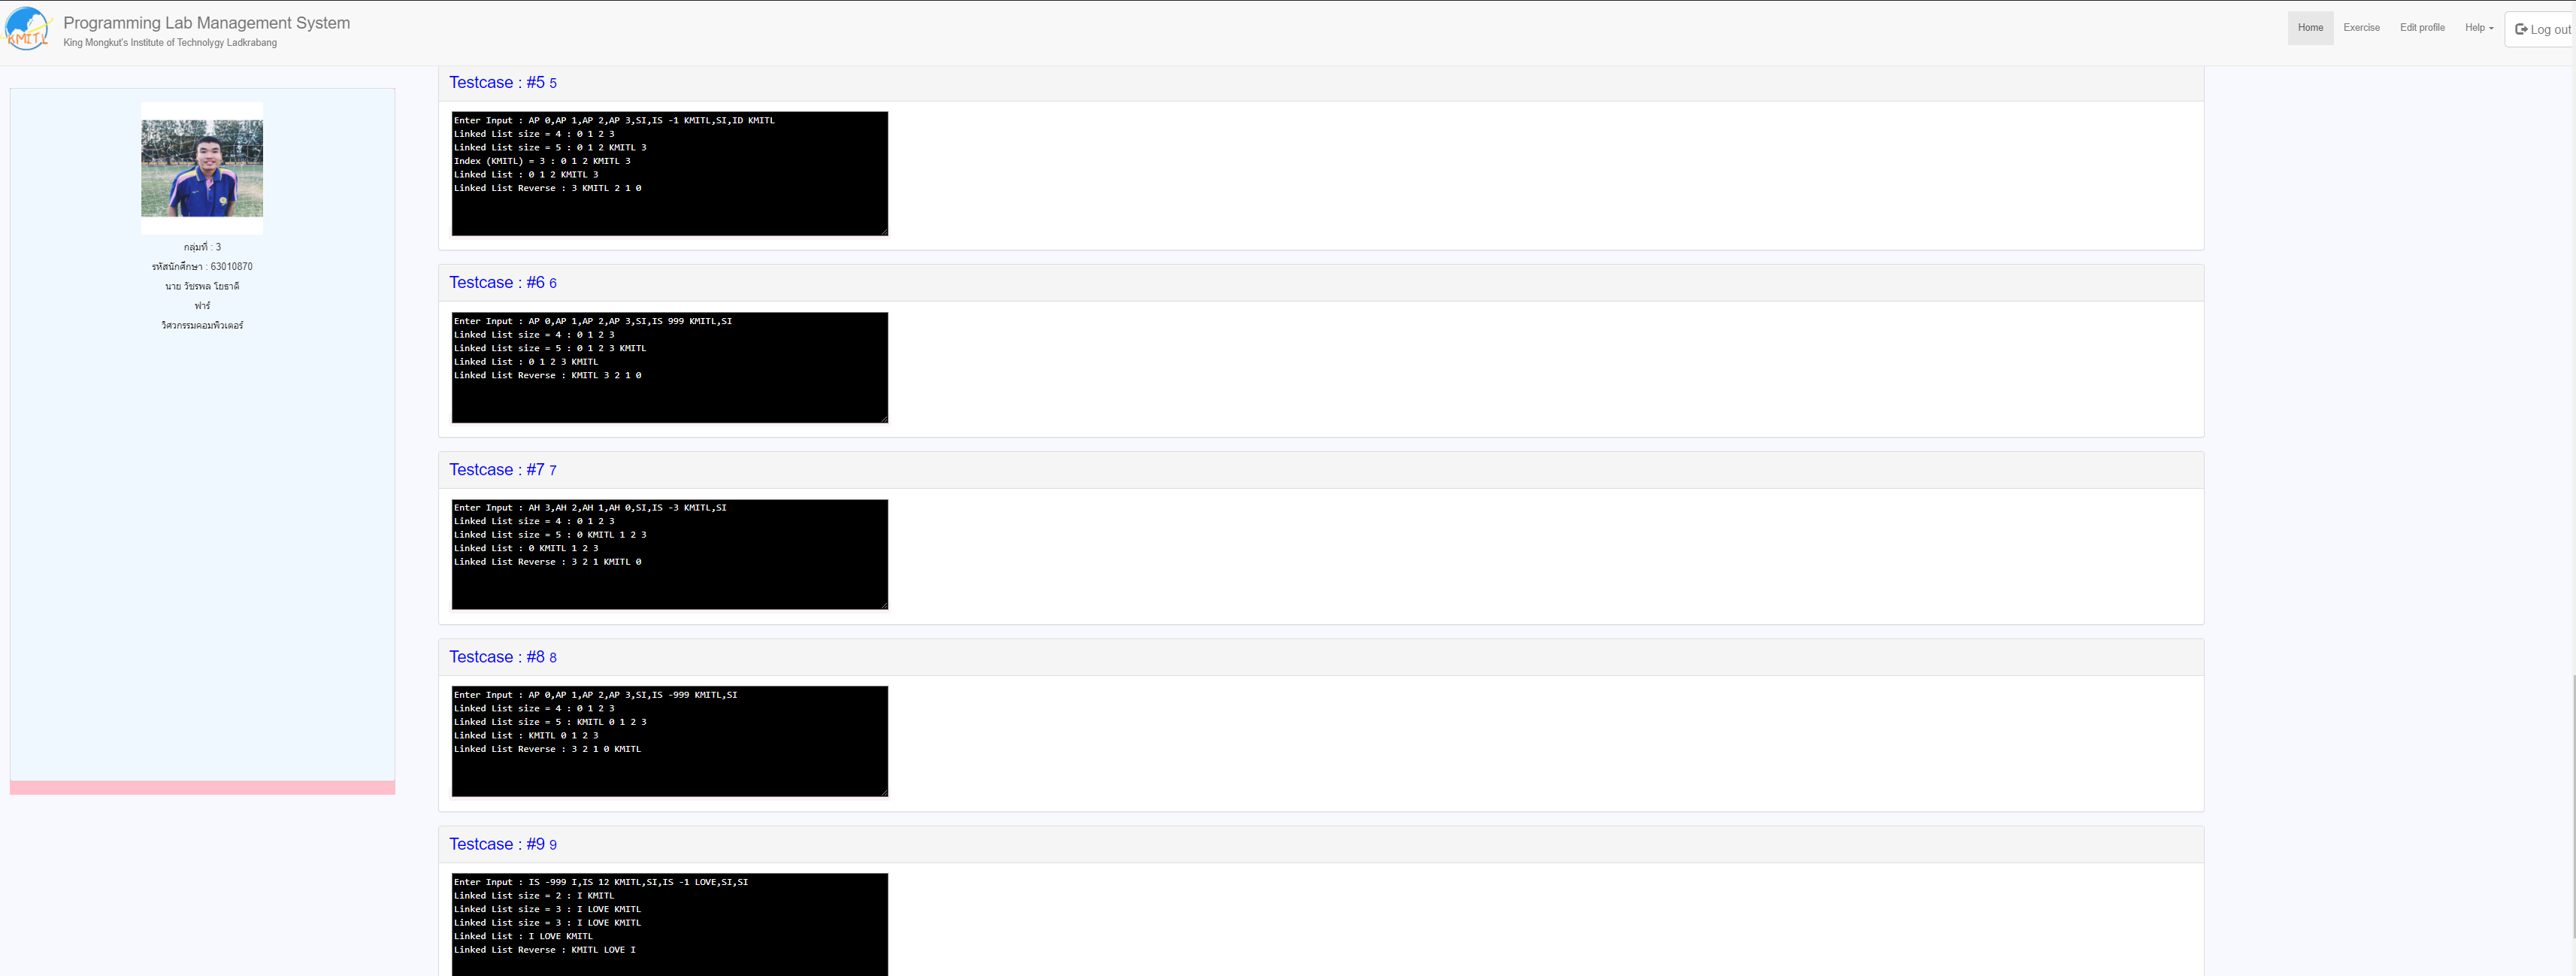 KMITL
Programming Lab Management System
King Mongkut's Institute of Technolygy Ladkrabang
Home
Exercise
Edit profile
Help
Log out
กลุ่มที่ : 3
รหัสนักศึกษา : 63010870
นาย วัชรพล โยธาดี
ฟาร์
วิศวกรรมคอมพิวเตอร์
Testcase : #5 5
Enter Input : AP 0,AP 1,AP 2,AP 3,SI,IS -1 KMITL,SI,ID KMITL
Linked List size = 4 : 0 1 2 3
Linked List size = 5 : 0 1 2 KMITL 3
Index (KMITL) = 3 : 0 1 2 KMITL 3
Linked List : 0 1 2 KMITL 3
Linked List Reverse : 3 KMITL 2 1 0
Testcase : #6 6
Enter Input : AP 0,AP 1,AP 2,AP 3,SI,IS 999 KMITL,SI
Linked List size = 4 : 0 1 2 3
Linked List size = 5 : 0 1 2 3 KMITL
Linked List : 0 1 2 3 KMITL
Linked List Reverse : KMITL 3 2 1 0
Testcase : #7 7
Enter Input : AH 3,AH 2,AH 1,AH 0,SI,IS -3 KMITL,SI
Linked List size = 4 : 0 1 2 3
Linked List size = 5 : 0 KMITL 1 2 3
Linked List : 0 KMITL 1 2 3
Linked List Reverse : 3 2 1 KMITL 0
Testcase : #8 8
Enter Input : AP 0,AP 1,AP 2,AP 3,SI,IS -999 KMITL,SI
Linked List size = 4 : 0 1 2 3
Linked List size = 5 : KMITL 0 1 2 3
Linked List : KMITL 0 1 2 3
Linked List Reverse : 3 2 1 0 KMITL
Testcase : #9 9
Enter Input : IS -999 I,IS 12 KMITL,SI,IS -1 LOVE,SI,SI
Linked List size = 2 : I KMITL
Linked List size = 3 : I LOVE KMITL
Linked List size = 3 : I LOVE KMITL
Linked List : I LOVE KMITL
Linked List Reverse : KMITL LOVE I